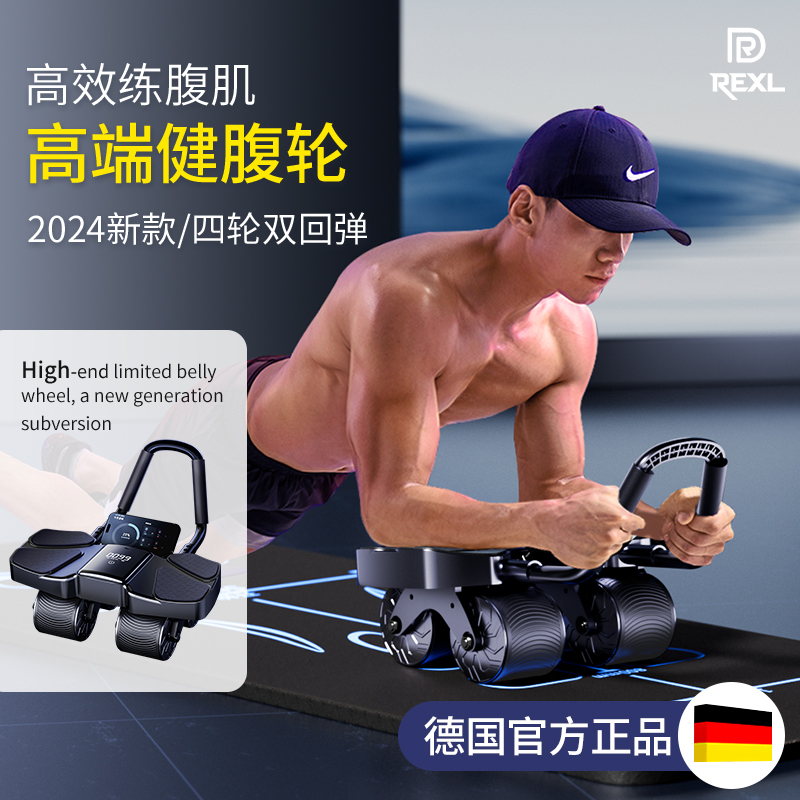 REXL
高效练腹肌
高端健腹轮
2024新款/四轮双回弹
High-end limited belly
wheel, a new generation
subversion
德国官方正品